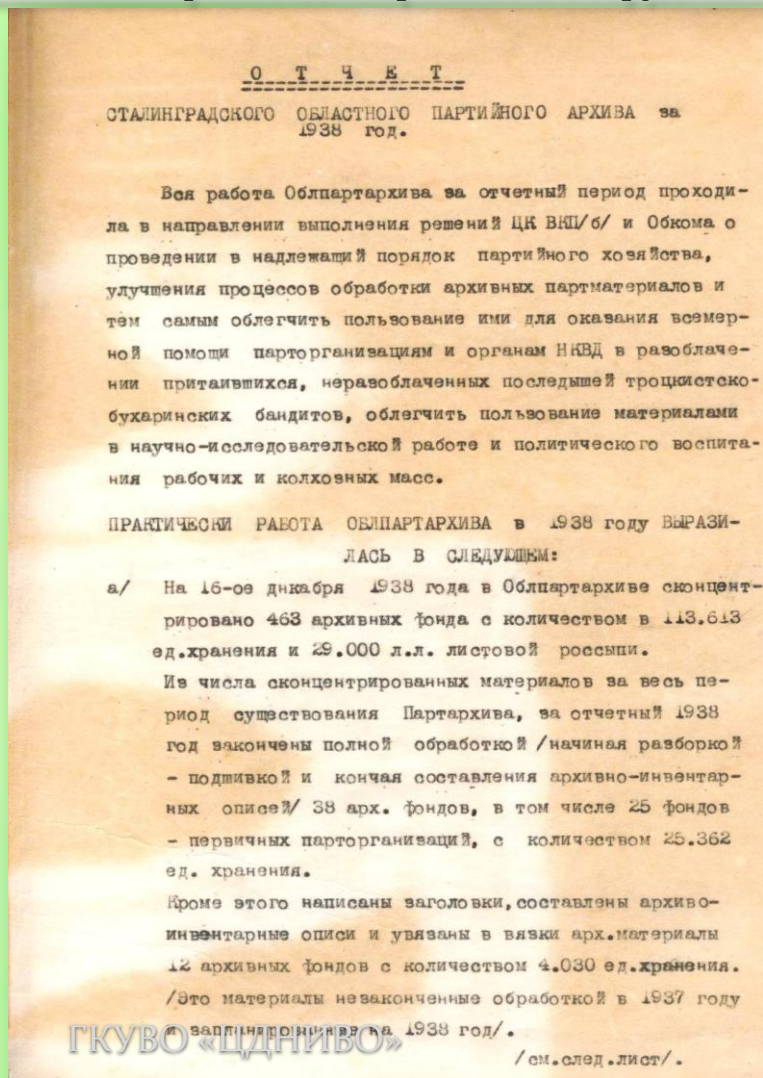 О Т Ч Е Т
СТАЛИНГРАДСКОГО ОБЛАСТНОГО ПАРТИЙНОГО АРХИВА за
1938 год.
Вся работа Облпартархива за отчетный период проходи-
ла в направлении выполнения решений ЦК ВКП/б/ и Обкома о
проведении в надлежащий порядок партийного хозяйства,
улучшения процессов обработки архивных партматериалов и
тем самым облегчить пользование ими для оказания всемер-
ной помощи парторганизациям и органам НКВД в разоблаче-
нии притаившихся, неразоблаченных последышей троцкистско-
бухаринских бандитов, облегчить пользование материалами
в научно-исследовательской работе и политического воспита-
ния рабочих и колхозных масс.
ПРАКТИЧЕСКИ РАБОТА ОБЛПАРТАРХИВА в 1938 году ВЫРАЗИ-
ЛАСЬ В СЛЕДУЮЩЕМ:
а/ На 16-ое днкабря 1938 года в Облпартархиве сконцент-
рировано 463 архивных фонда с количеством в 113.613
ед.хранения и 29.000 л.л. листовой россыпи.
Из числа сконцентрированных материалов за весь пе-
риод существования Партархива, за отчетный 1938
год закончены полной обработкой /начиная разборкой
- подшивкой и кончая составления архивно-инвентар-
ных описей/ 38 арх. фондов, в том числе 25 фондов
- первичных парторганизаций, с количеством 25.362
ед. хранения.
Кроме этого написаны заголовки,составлены архиво-
инвентарные описи и увязаны в вязки арх.материалы
12 архивных фондов с количеством 4.030 ед.хранения.
/Это материалы незаконченные обработкой в 1937 году
и запланированные на 1938 год/.
ГКУВО «ЦДНИВО»
/см.след.лист/.